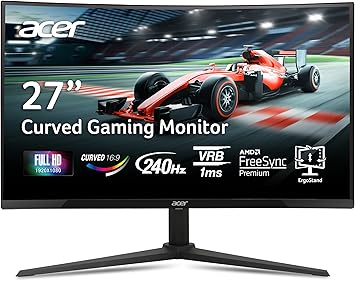 acer
27”
Curved Gaming Monitor
FULL HD
1920x1080
CURVED 16:9
240Hz
VRB
1ms
AMD
FreeSync
Premium
ErgoStand
acer